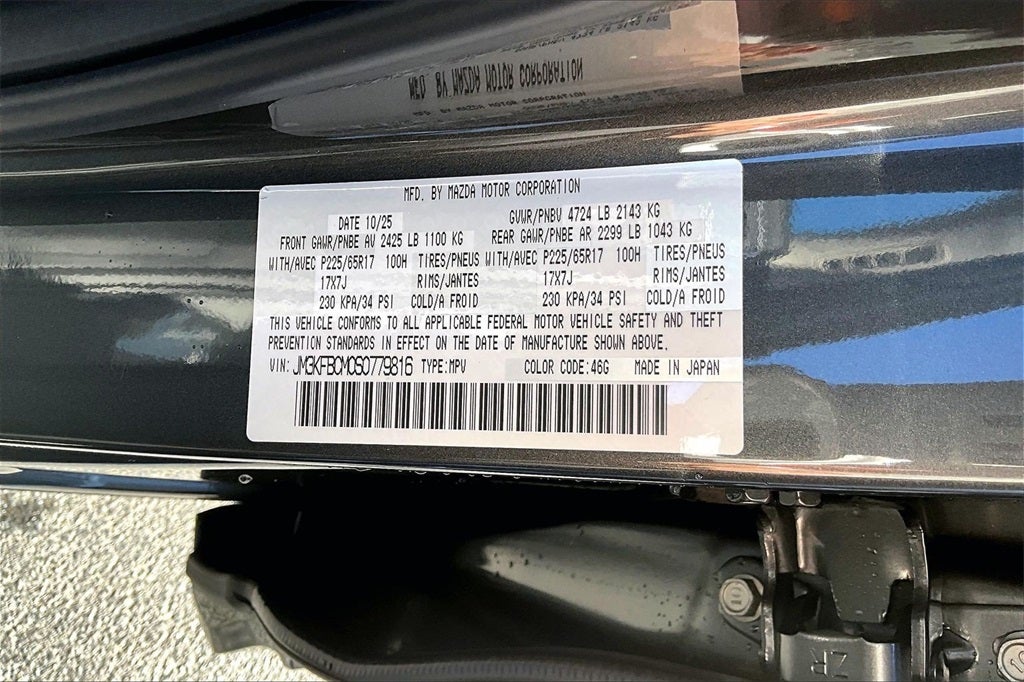 MFD. BY MAZDA MOTOR CORPORATION
DATE 10/25 GVWR/PNBV 4724 LB 2143 KG
FRONT GAWR/PNBE AV 2425 LB 1100 KG REAR GAWR/PNBE AR 2299 LB 1043 KG
WITH/AVEC P225/65R17 100H TIRES/PNEUS WITH/AVEC P225/65R17 100H TIRES/PNEUS
17X7J RIMS/JANTES 17X7J RIMS/JANTES
230 KPA/34 PSI COLD/A FROID 230 KPA/34 PSI COLD/A FROID
THIS VEHICLE CONFORMS TO ALL APPLICABLE FEDERAL MOTOR VEHICLE SAFETY AND THEFT
PREVENTION STANDARDS IN EFFECT ON THE DATE OF MANUFACTURE SHOWN ABOVE.
VIN: JM3KFBCM0S0779816 TYPE:MPV COLOR CODE:46G MADE IN JAPAN
ZR
10